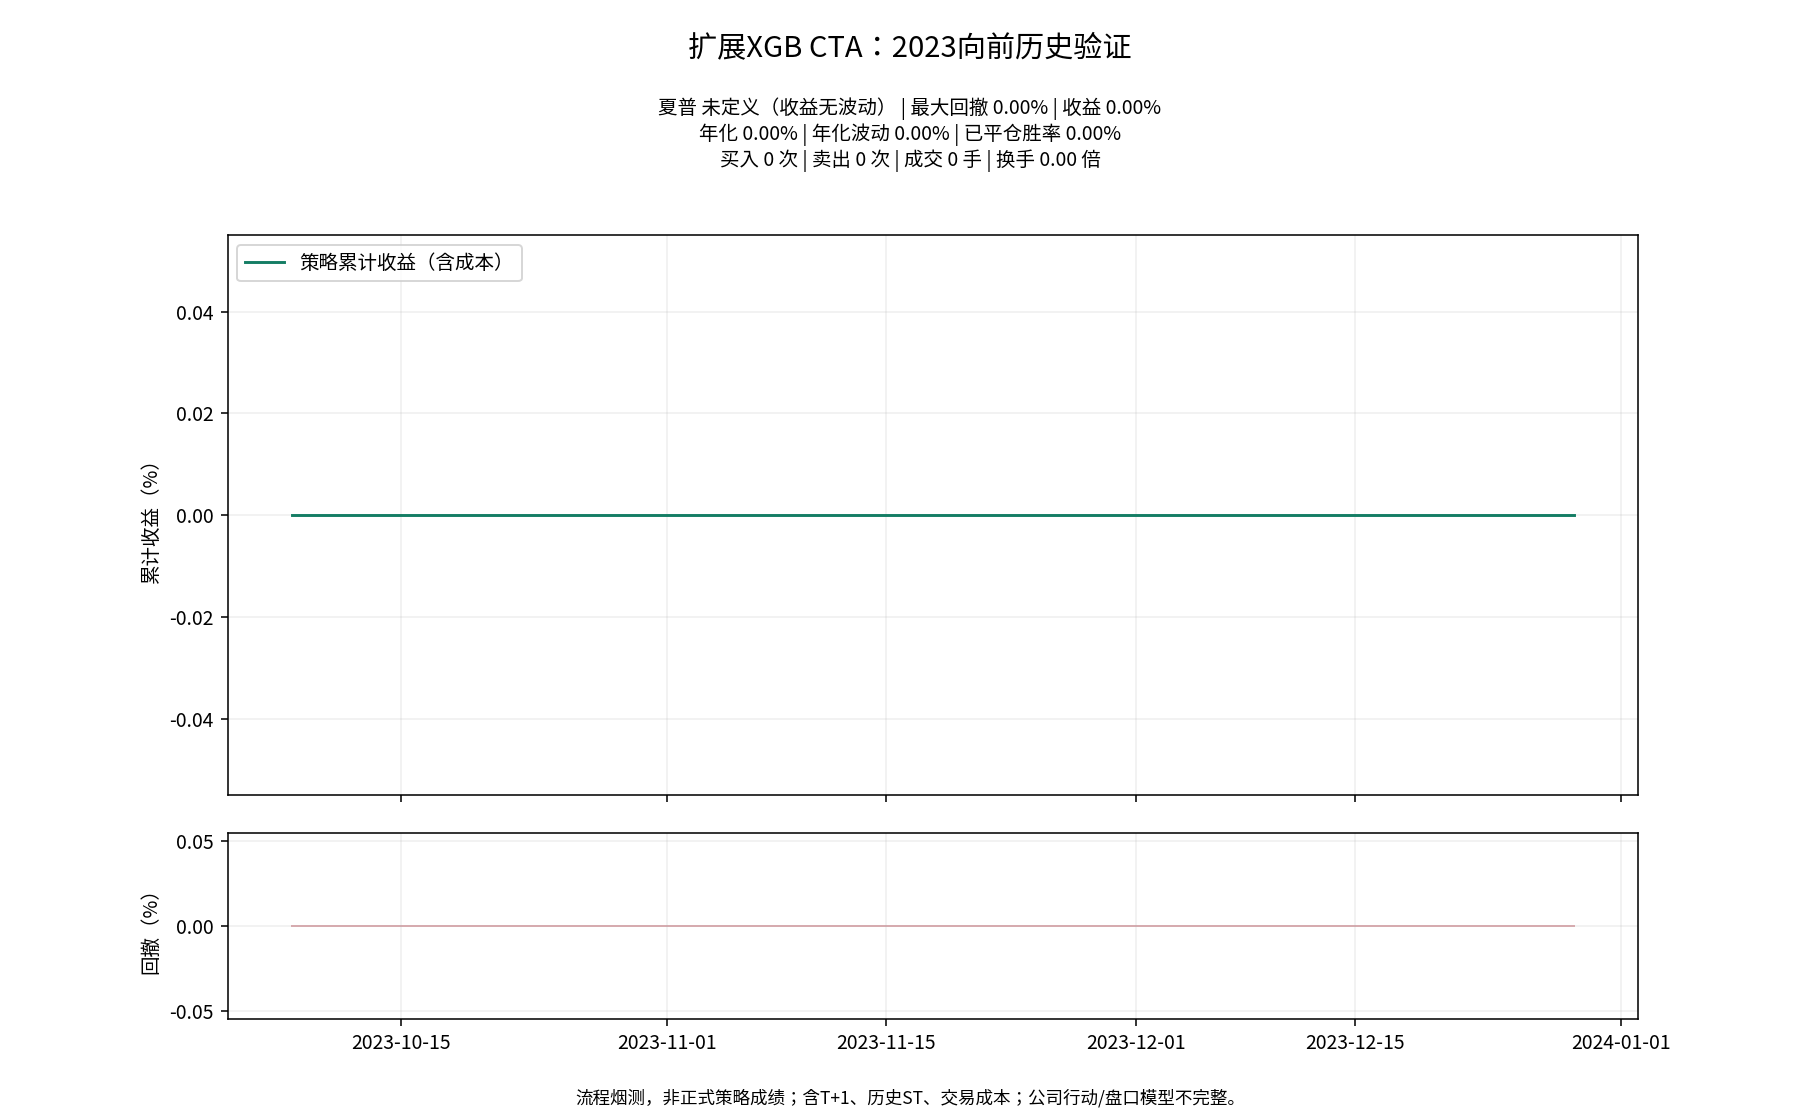 扩展XGB CTA：2023向前历史验证
夏普 未定义（收益无波动） | 最大回撤 0.00% | 收益 0.00%
年化 0.00% | 年化波动 0.00% | 已平仓胜率 0.00%
买入 0 次 | 卖出 0 次 | 成交 0 手 | 换手 0.00 倍
策略累计收益（含成本）
累计收益（%）
0.04
0.02
0.00
-0.02
-0.04
回撤（%）
0.05
0.00
-0.05
2023-10-15
2023-11-01
2023-11-15
2023-12-01
2023-12-15
2024-01-01
流程烟测，非正式策略成绩；含T+1、历史ST、交易成本；公司行动/盘口模型不完整。